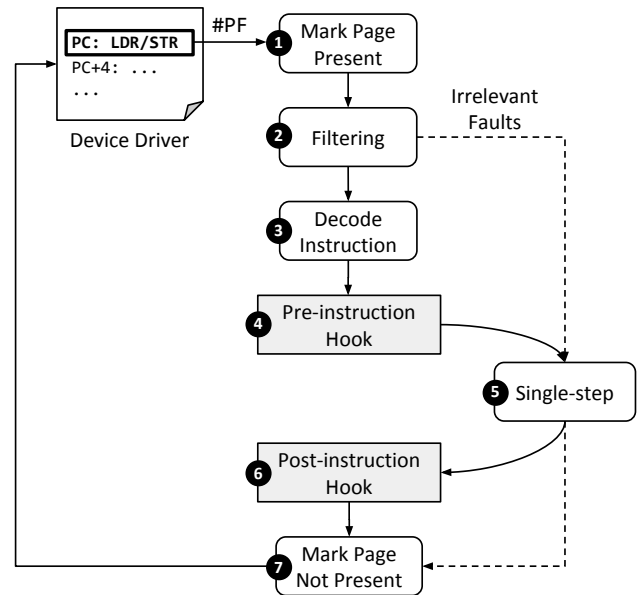 #PF
PC: LDR/STR
PC+4: ...
...
Device Driver
1
Mark Page
Present
Irrelevant
Faults
2
Filtering
3
Decode
Instruction
4
Pre-instruction
Hook
5
Single-step
6
Post-instruction
Hook
7
Mark Page
Not Present